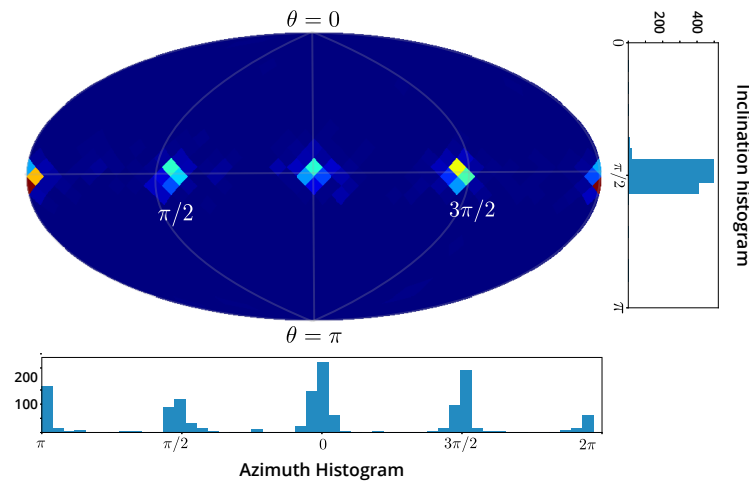 θ = 0
200 400
0
π/2
π
Inclination histogram
π/2
3π/2
θ = π
200
100
π π/2 0 3π/2 2π
Azimuth Histogram